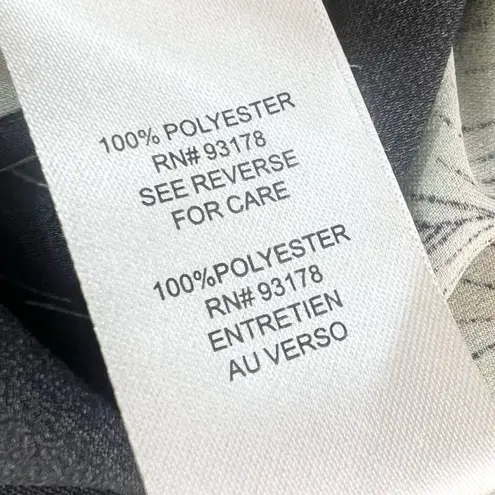 100% POLYESTER
RN# 93178
SEE REVERSE
FOR CARE
100%POLYESTER
RN# 93178
ENTRETIEN
AU VERSO